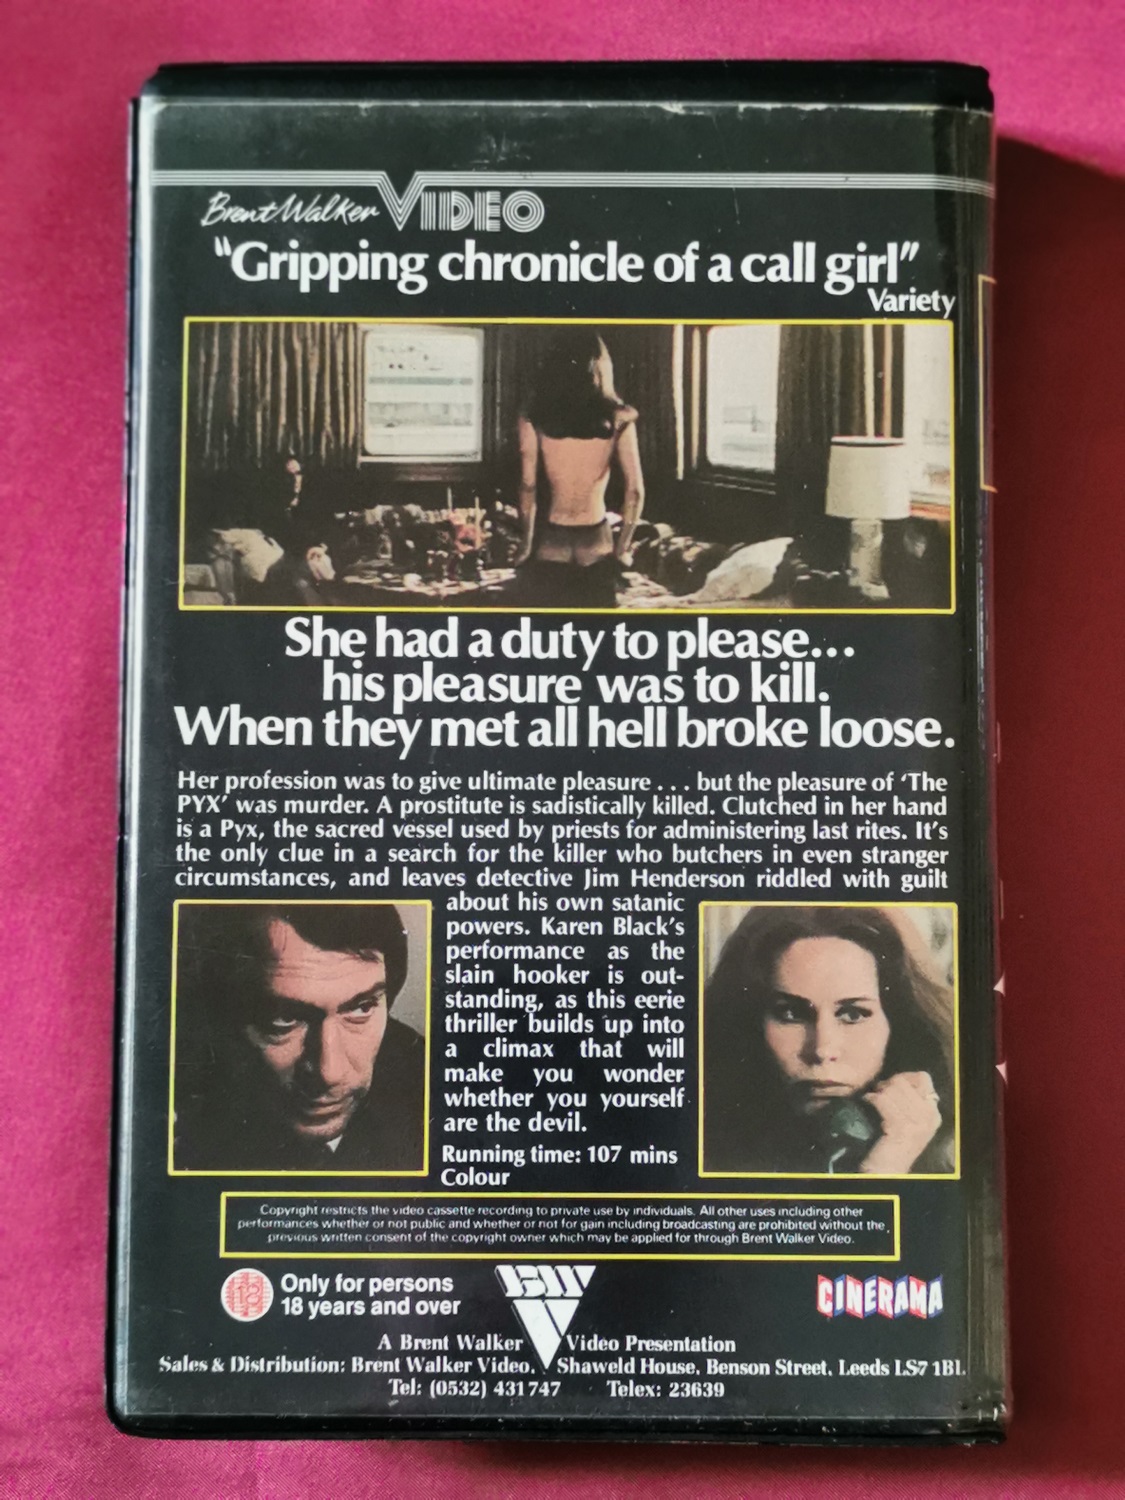 Brent Walker VIDEO
“Gripping chronicle of a call girl”
Variety
She had a duty to please...
his pleasure was to kill.
When they met all hell broke loose.
Her profession was to give ultimate pleasure . . . but the pleasure of ‘The
PYX’ was murder. A prostitute is sadistically killed. Clutched in her hand
is a Pyx, the sacred vessel used by priests for administering last rites. It’s
the only clue in a search for the killer who butchers in even stranger
circumstances, and leaves detective Jim Henderson riddled with guilt
about his own satanic
powers. Karen Black’s
performance as the
slain hooker is out-
standing, as this eerie
thriller builds up into
a climax that will
make you wonder
whether you yourself
are the devil.
Running time: 107 mins
Colour
Copyright restricts the video cassette recording to private use by individuals. All other uses including other
performances whether or not public and whether or not for gain including broadcasting are prohibited without the
previous written consent of the copyright owner which may be applied for through Brent Walker Video.
18
Only for persons
18 years and over
BW
V
CINERAMA
A Brent Walker Video Presentation
Sales & Distribution: Brent Walker Video, Shaweld House, Benson Street, Leeds LS7 1BL
Tel: (0532) 431747 Telex: 23639